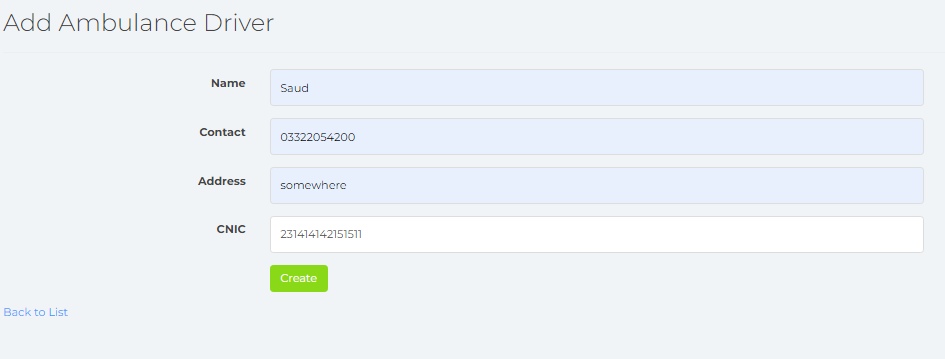 Add Ambulance Driver
Name
Saud
Contact
03322054200
Address
somewhere
CNIC
231414142151511
Create
Back to List